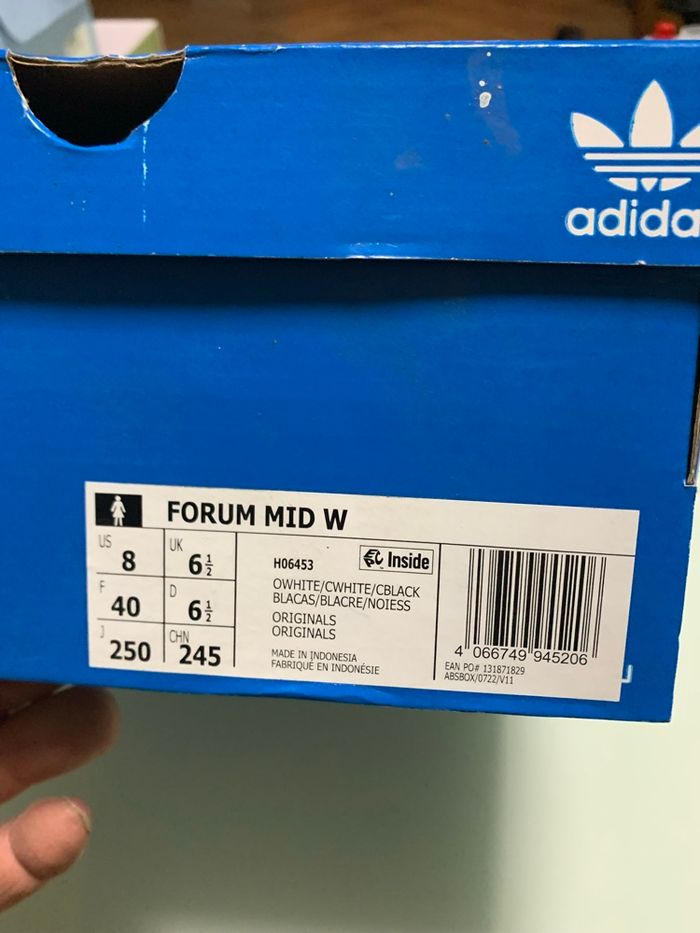 adida
FORUM MID W
US 8 UK 6½
F 40 D 6½
J 250 CHN 245
H06453
Inside
OWHITE/CWHITE/CBLACK
BLACAS/BLACRE/NOIESS
ORIGINALS
ORIGINALS
MADE IN INDONESIA
FABRIQUÉ EN INDONÉSIE
4 066749 945206
EAN PO# 131871829
ABSBOX/0722/V11